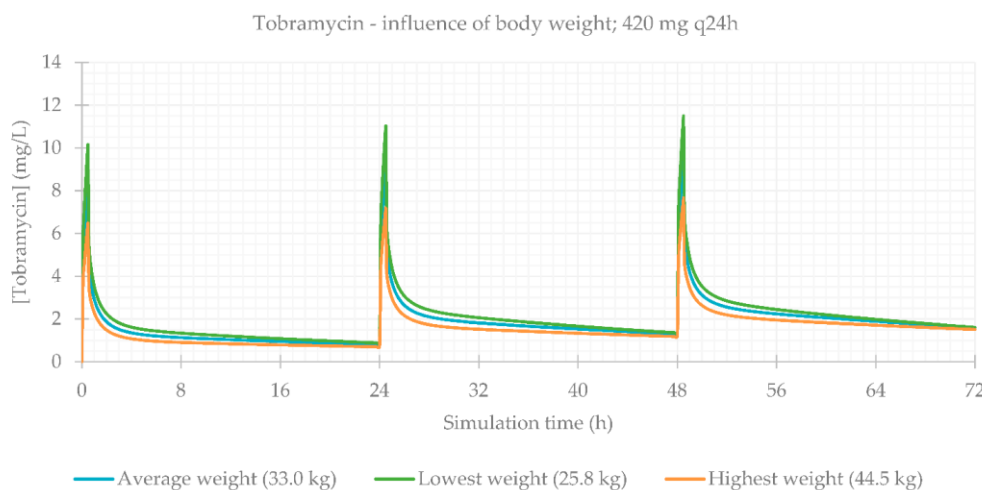 Tobramycin - influence of body weight; 420 mg q24h
[Tobramycin] (mg/L)
14
12
10
8
6
4
2
0
0 8 16 24 32 40 48 56 64 72
Simulation time (h)
Average weight (33.0 kg) Lowest weight (25.8 kg) Highest weight (44.5 kg)